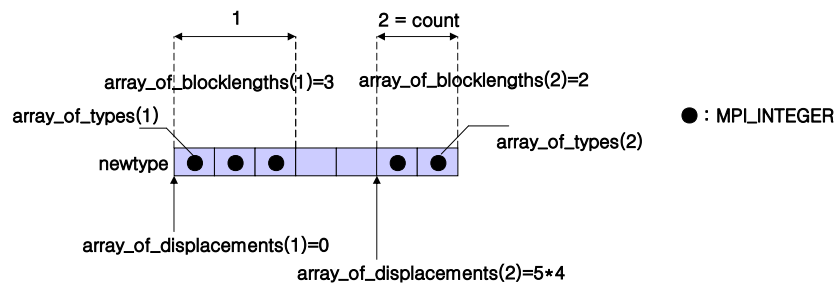 1
2 = count
array_of_blocklengths(1)=3
array_of_blocklengths(2)=2
array_of_types(1)
● : MPI_INTEGER
array_of_types(2)
newtype
array_of_displacements(1)=0
array_of_displacements(2)=5*4